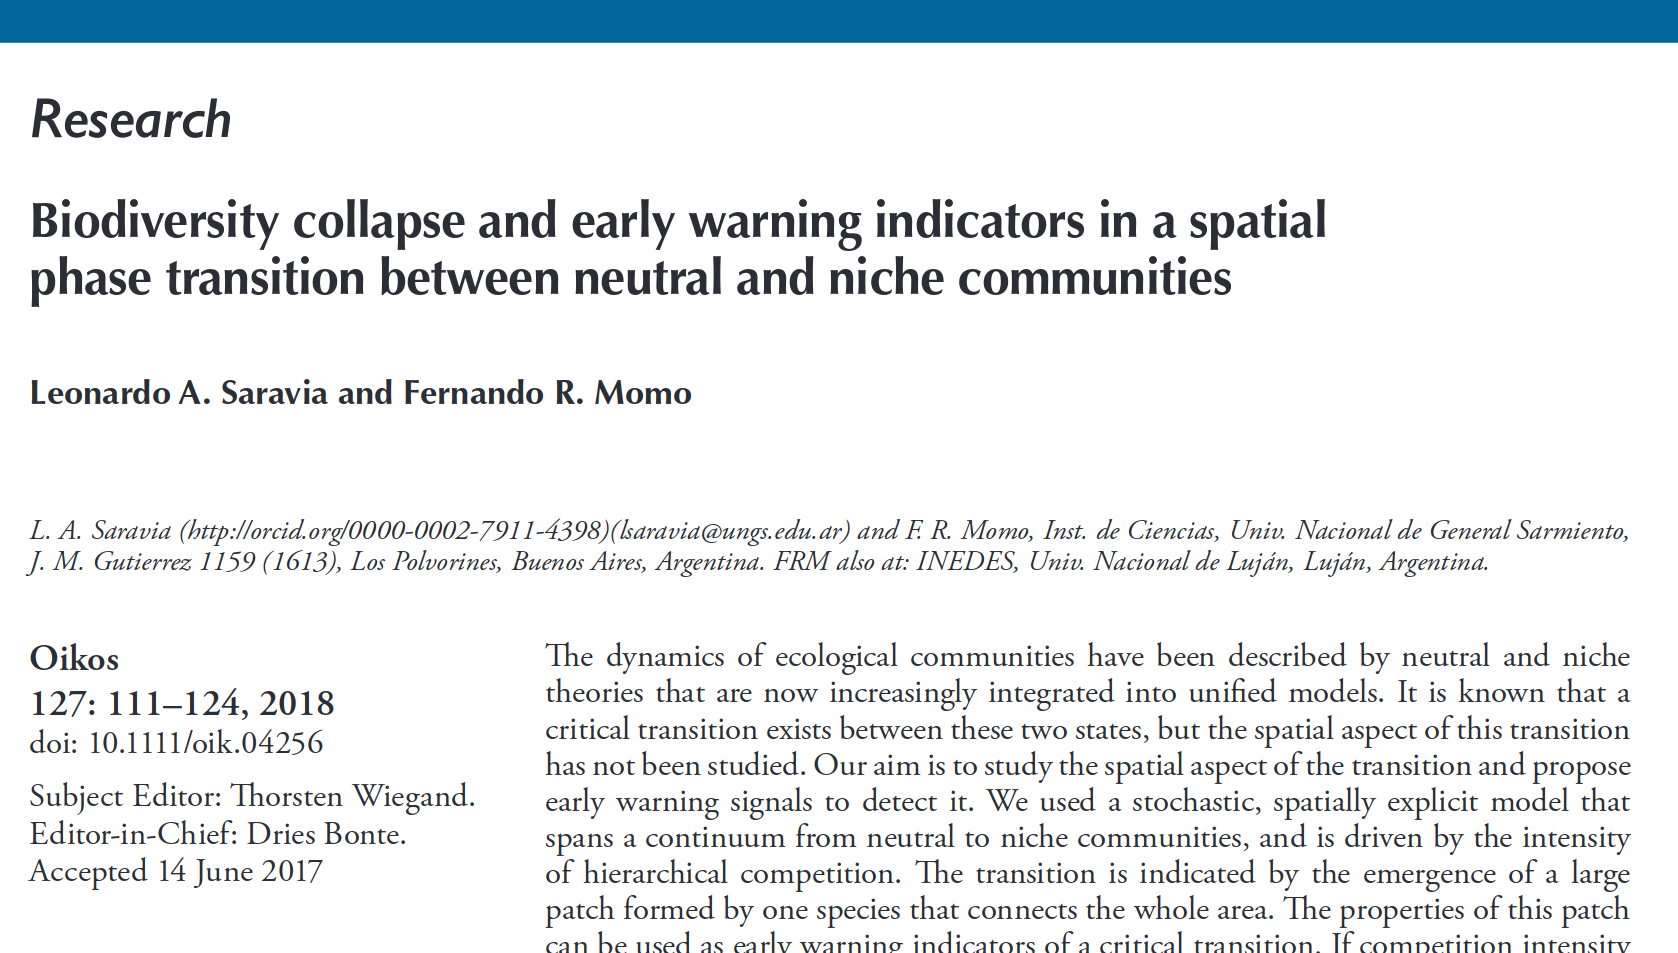 Research
Biodiversity collapse and early warning indicators in a spatial
phase transition between neutral and niche communities
Leonardo A. Saravia and Fernando R. Momo
L. A. Saravia (http://orcid.org/0000-0002-7911-4398)(lsaravia@ungs.edu.ar) and F. R. Momo, Inst. de Ciencias, Univ. Nacional de General Sarmiento,
J. M. Gutierrez 1159 (1613), Los Polvorines, Buenos Aires, Argentina. FRM also at: INEDES, Univ. Nacional de Luján, Luján, Argentina.
Oikos
127: 111–124, 2018
doi: 10.1111/oik.04256
Subject Editor: Thorsten Wiegand.
Editor-in-Chief: Dries Bonte.
Accepted 14 June 2017
The dynamics of ecological communities have been described by neutral and niche
theories that are now increasingly integrated into unified models. It is known that a
critical transition exists between these two states, but the spatial aspect of this transition
has not been studied. Our aim is to study the spatial aspect of the transition and propose
early warning signals to detect it. We used a stochastic, spatially explicit model that
spans a continuum from neutral to niche communities, and is driven by the intensity
of hierarchical competition. The transition is indicated by the emergence of a large
patch formed by one species that connects the whole area. The properties of this patch
can be used as early warning indicators of a critical transition. If competition intensity